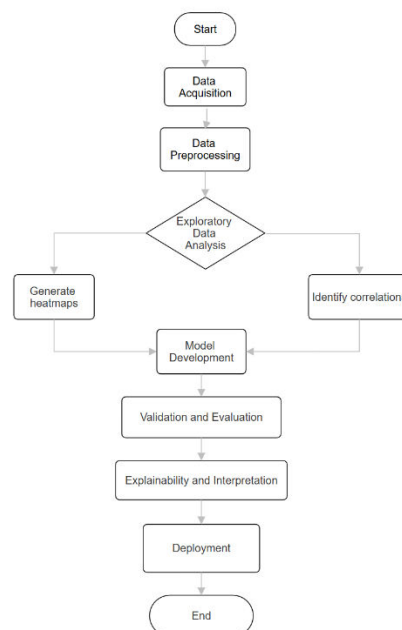 Start
Data
Acquisition
Data
Preprocessing
Exploratory
Data
Analysis
Generate
heatmaps
Identify correlation
Model
Development
Validation and Evaluation
Explainability and Interpretation
Deployment
End